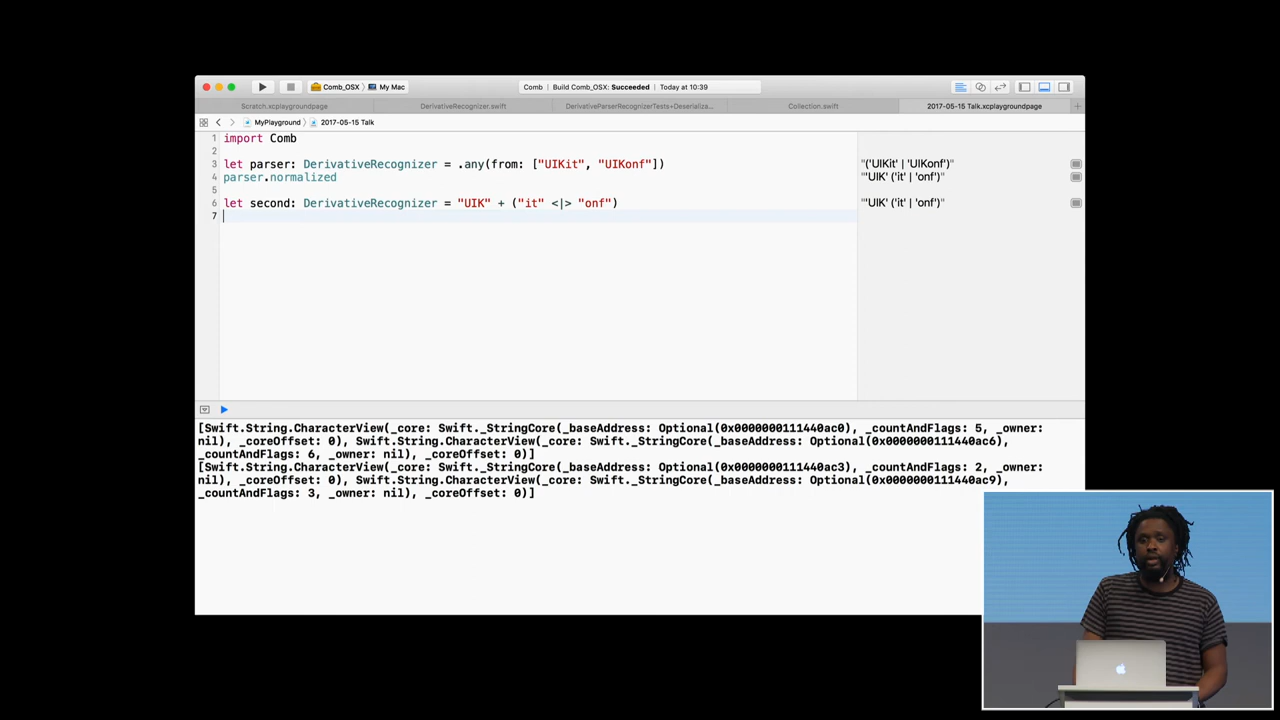 Comb_OSX
My Mac
Comb | Build Comb_OSX: Succeeded | Today at 10:39
Scratch.xcplaygroundpage
DerivativeRecognizer.swift
DerivativeParserRecognizerTests+Deserializa...
Collection.swift
2017-05-15 Talk.xcplaygroundpage
MyPlayground
2017-05-15 Talk
1 import Comb
2
3 let parser: DerivativeRecognizer = .any(from: ["UIKit", "UIKonf"])
"('UIKit' | 'UIKonf')"
4 parser.normalized
"'UIK' ('it' | 'onf')"
5
6 let second: DerivativeRecognizer = "UIK" + ("it" <|> "onf")
"'UIK' ('it' | 'onf')"
7
[Swift.String.CharacterView(_core: Swift._StringCore(_baseAddress: Optional(0x0000000111440ac0), _countAndFlags: 5, _owner:
nil), _coreOffset: 0), Swift.String.CharacterView(_core: Swift._StringCore(_baseAddress: Optional(0x0000000111440ac6),
_countAndFlags: 6, _owner: nil), _coreOffset: 0)]
[Swift.String.CharacterView(_core: Swift._StringCore(_baseAddress: Optional(0x0000000111440ac3), _countAndFlags: 2, _owner:
nil), _coreOffset: 0), Swift.String.CharacterView(_core: Swift._StringCore(_baseAddress: Optional(0x0000000111440ac9),
_countAndFlags: 3, _owner: nil), _coreOffset: 0)]